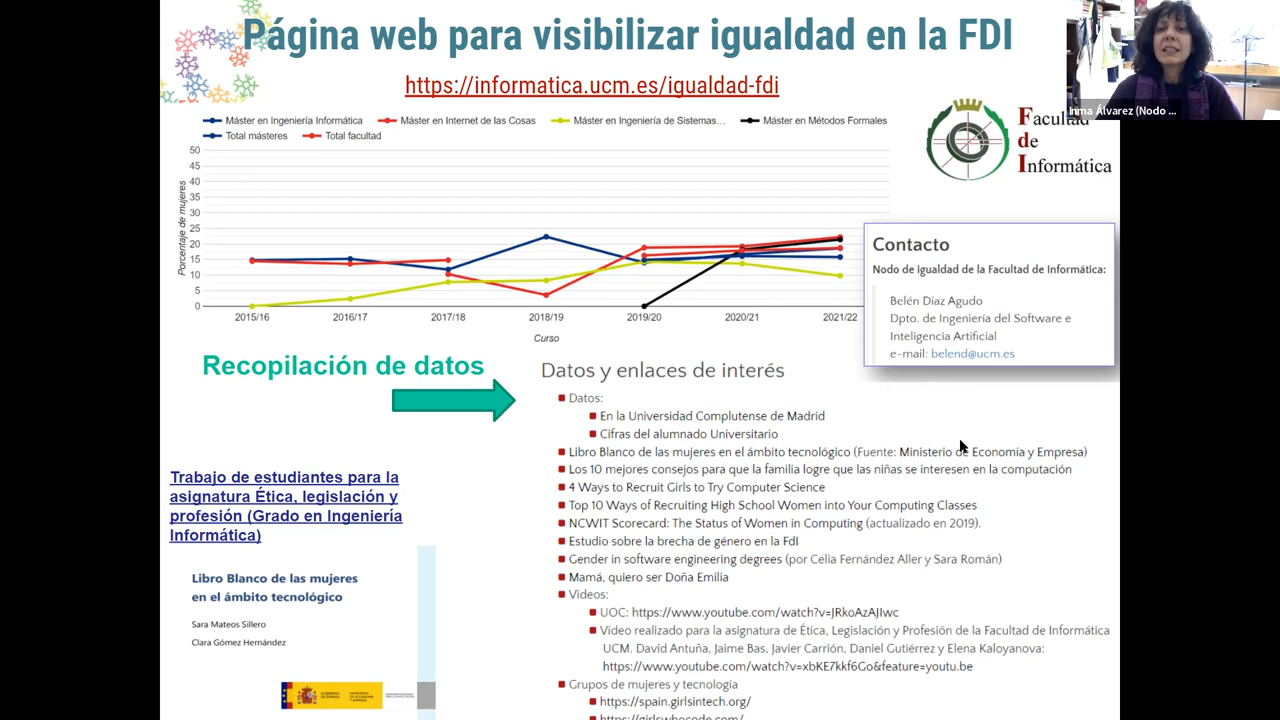 Página web para visibilizar igualdad en la FDI
https://informatica.ucm.es/igualdad-fdi
Inma Álvarez (Nodo ...
Máster en Ingeniería Informática
Máster en Internet de las Cosas
Máster en Ingeniería de Sistemas...
Máster en Métodos Formales
Total másteres
Total facultad
Facultad
de
Informática
Porcentaje de mujeres
50
45
40
35
30
25
20
15
10
5
0
2015/16
2016/17
2017/18
2018/19
2019/20
2020/21
2021/22
Curso
Contacto
Nodo de Igualdad de la Facultad de Informática:
Belén Díaz Agudo
Dpto. de Ingeniería del Software e
Inteligencia Artificial
e-mail: belend@ucm.es
Recopilación de datos
Datos y enlaces de interés
Datos:
En la Universidad Complutense de Madrid
Cifras del alumnado Universitario
Libro Blanco de las mujeres en el ámbito tecnológico (Fuente: Ministerio de Economía y Empresa)
Los 10 mejores consejos para que la familia logre que las niñas se interesen en la computación
4 Ways to Recruit Girls to Try Computer Science
Top 10 Ways of Recruiting High School Women into Your Computing Classes
NCWIT Scorecard: The Status of Women in Computing (actualizado en 2019).
Estudio sobre la brecha de género en la FdI
Gender in software engineering degrees (por Celia Fernández Aller y Sara Román)
Mamá, quiero ser Doña Emilia
Videos:
UOC: https://www.youtube.com/watch?v=JRkoAzAJIwc
Vídeo realizado para la asignatura de Ética, Legislación y Profesión de la Facultad de Informática
UCM. David Antuña, Jaime Bas, Javier Carrión, Daniel Gutiérrez y Elena Kaloyanova:
https://www.youtube.com/watch?v=xbKE7kkf6Go&feature=youtu.be
Grupos de mujeres y tecnología
https://spain.girlsintech.org/
https://girlswhocode.com/
Trabajo de estudiantes para la
asignatura Ética, legislación y
profesión (Grado en Ingeniería
Informática)
Libro Blanco de las mujeres
en el ámbito tecnológico
Sara Mateos Sillero
Clara Gómez Hernández